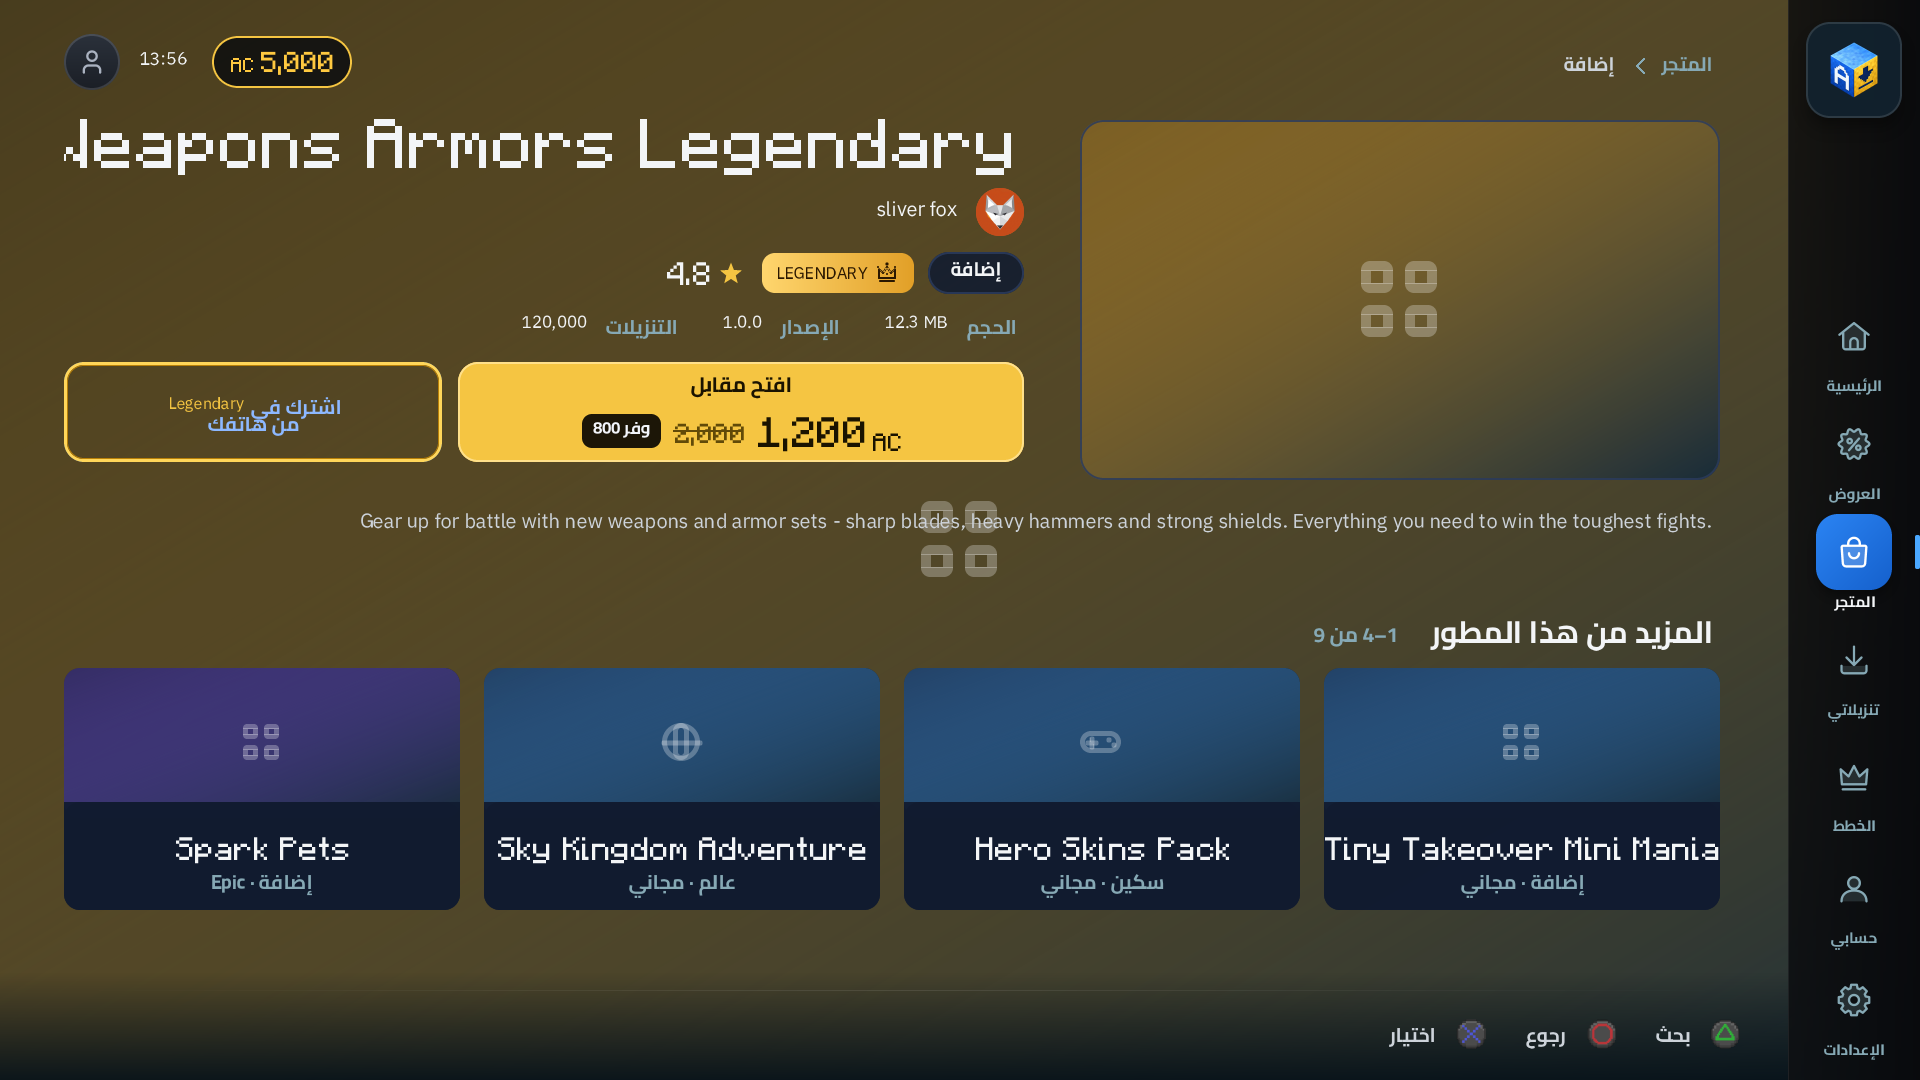 المتجر
إضافة
AC 5,000
13:56
eapons Armors Legendary
sliver fox
إضافة
LEGENDARY
4.8
الحجم 12.3 MB
الإصدار 1.0.0
التنزيلات 120,000
افتح مقابل
1,200 AC
2,000
وفر 800
اشترك في Legendary
من هاتفك
Gear up for battle with new weapons and armor sets - sharp blades, heavy hammers and strong shields. Everything you need to win the toughest fights.
المزيد من هذا المطور
1–4 من 9
Tiny Takeover Mini Mania
إضافة · مجاني
Hero Skins Pack
سكين · مجاني
Sky Kingdom Adventure
عالم · مجاني
Spark Pets
إضافة · Epic
بحث
رجوع
اختيار
الرئيسية
العروض
المتجر
تنزيلاتي
الخطط
حسابي
الإعدادات